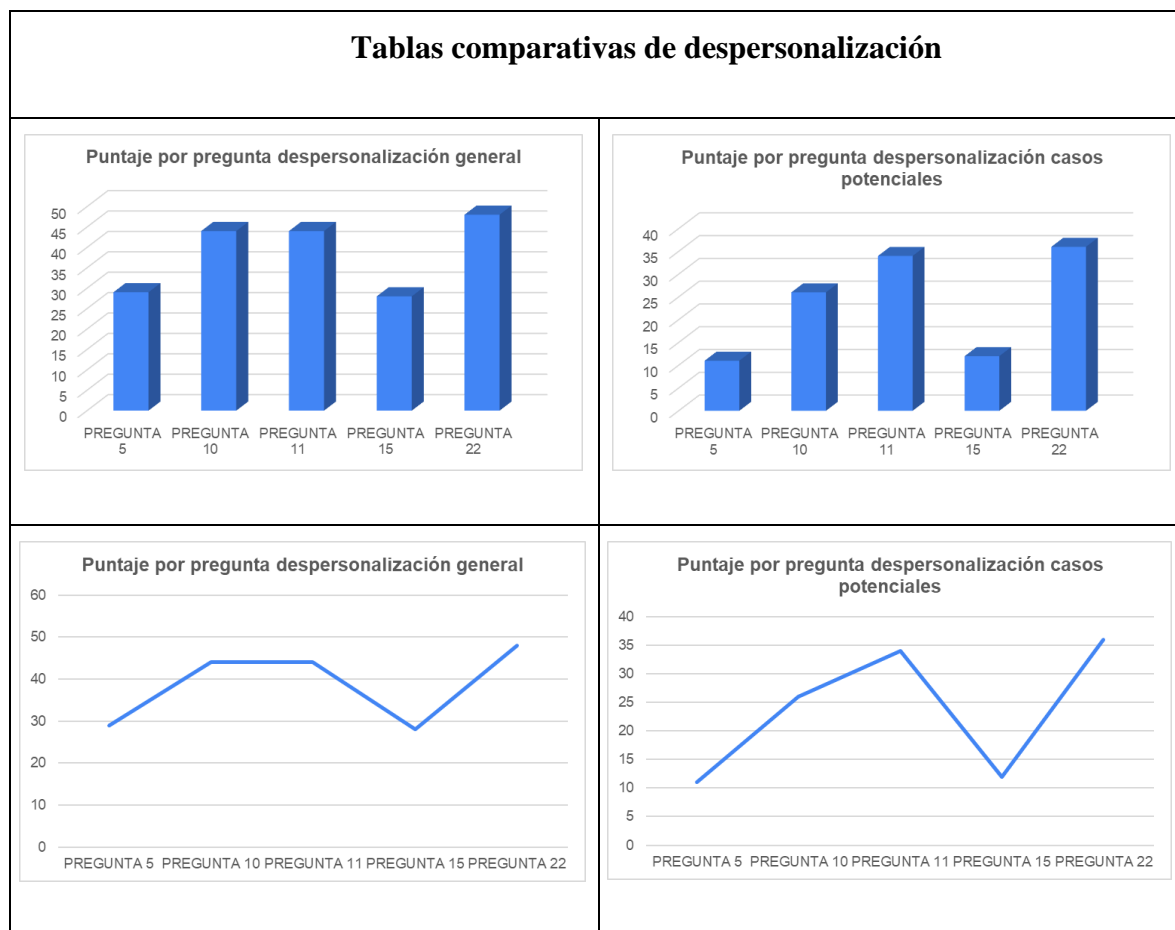 Tablas comparativas de despersonalización
Puntaje por pregunta despersonalización general
50
45
40
35
30
25
20
15
10
5
0
PREGUNTA 5
PREGUNTA 10
PREGUNTA 11
PREGUNTA 15
PREGUNTA 22
Puntaje por pregunta despersonalización casos
potenciales
40
35
30
25
20
15
10
5
0
PREGUNTA 5
PREGUNTA 10
PREGUNTA 11
PREGUNTA 15
PREGUNTA 22
Puntaje por pregunta despersonalización general
60
50
40
30
20
10
0
PREGUNTA 5 PREGUNTA 10 PREGUNTA 11 PREGUNTA 15 PREGUNTA 22
Puntaje por pregunta despersonalización casos
potenciales
40
35
30
25
20
15
10
5
0
PREGUNTA 5 PREGUNTA 10 PREGUNTA 11 PREGUNTA 15 PREGUNTA 22